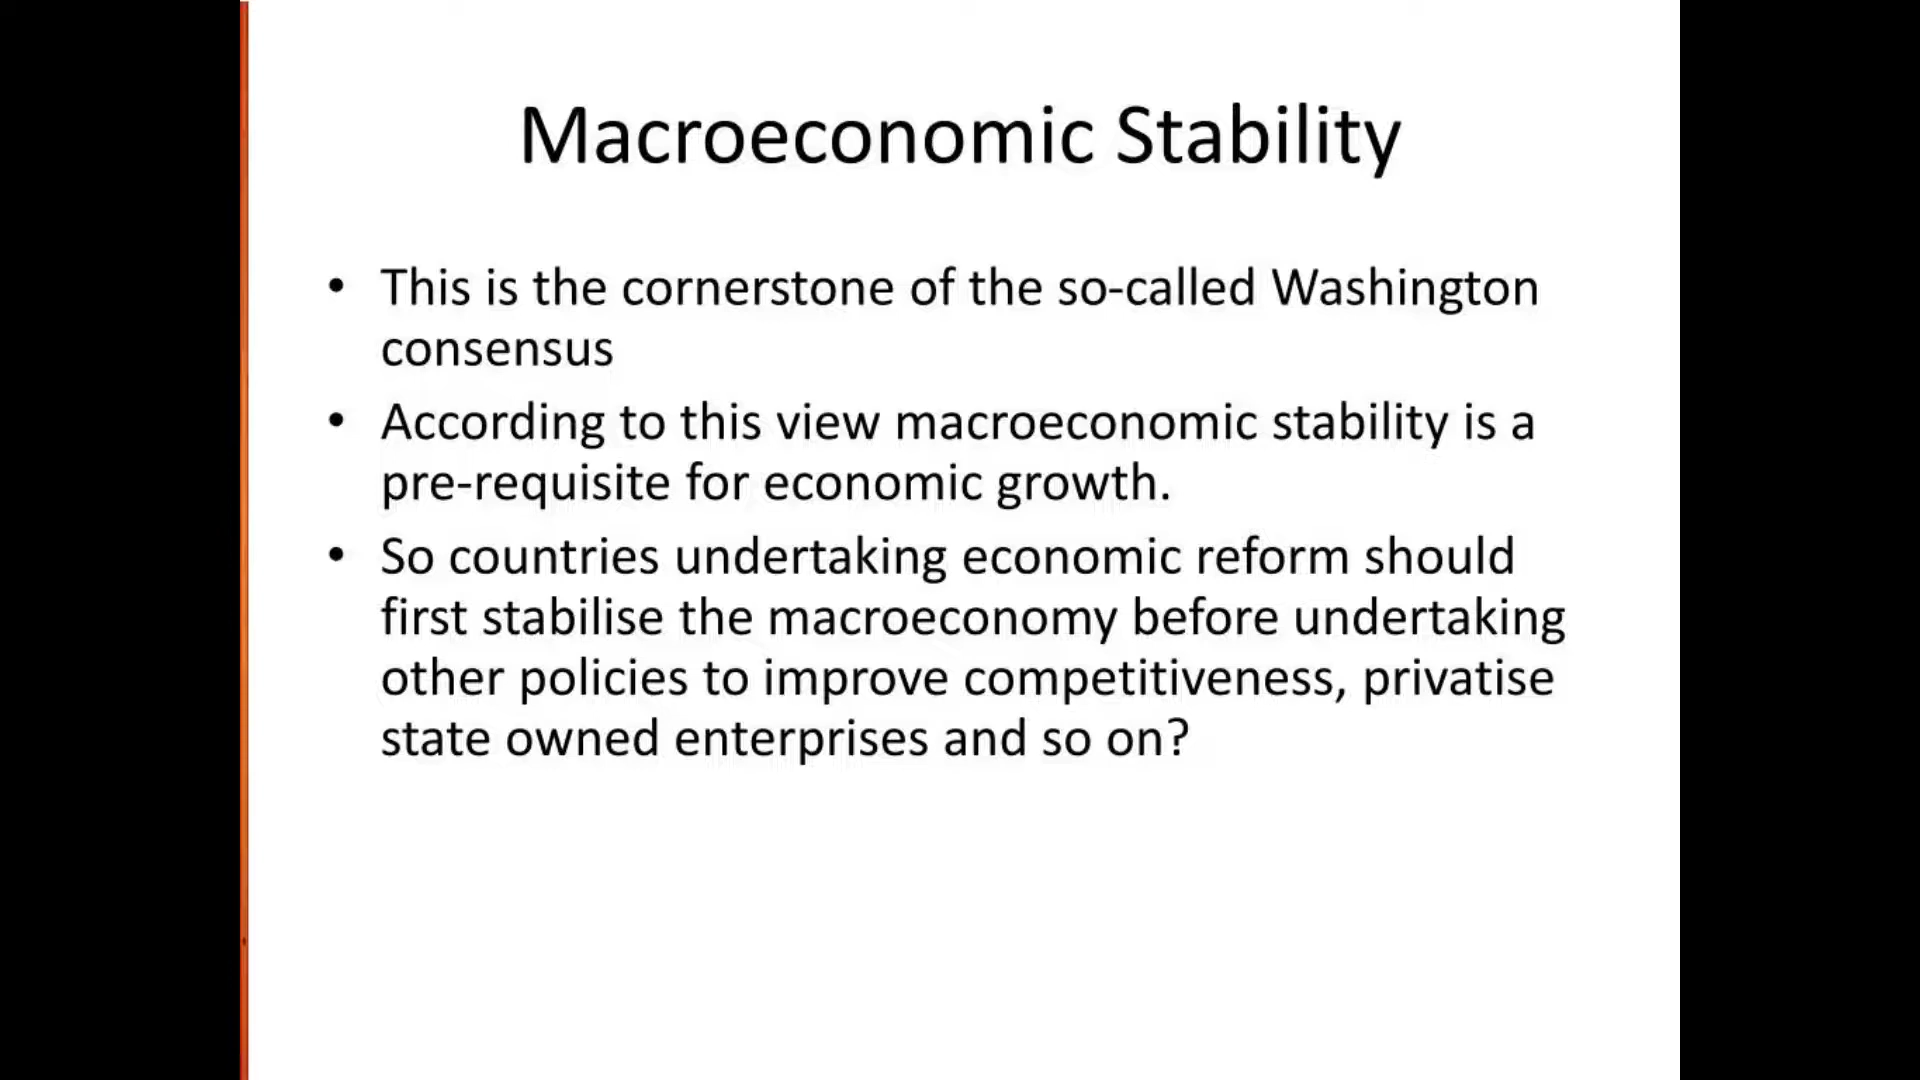 Macroeconomic Stability
• This is the cornerstone of the so-called Washington
consensus
• According to this view macroeconomic stability is a
pre-requisite for economic growth.
• So countries undertaking economic reform should
first stabilise the macroeconomy before undertaking
other policies to improve competitiveness, privatise
state owned enterprises and so on?